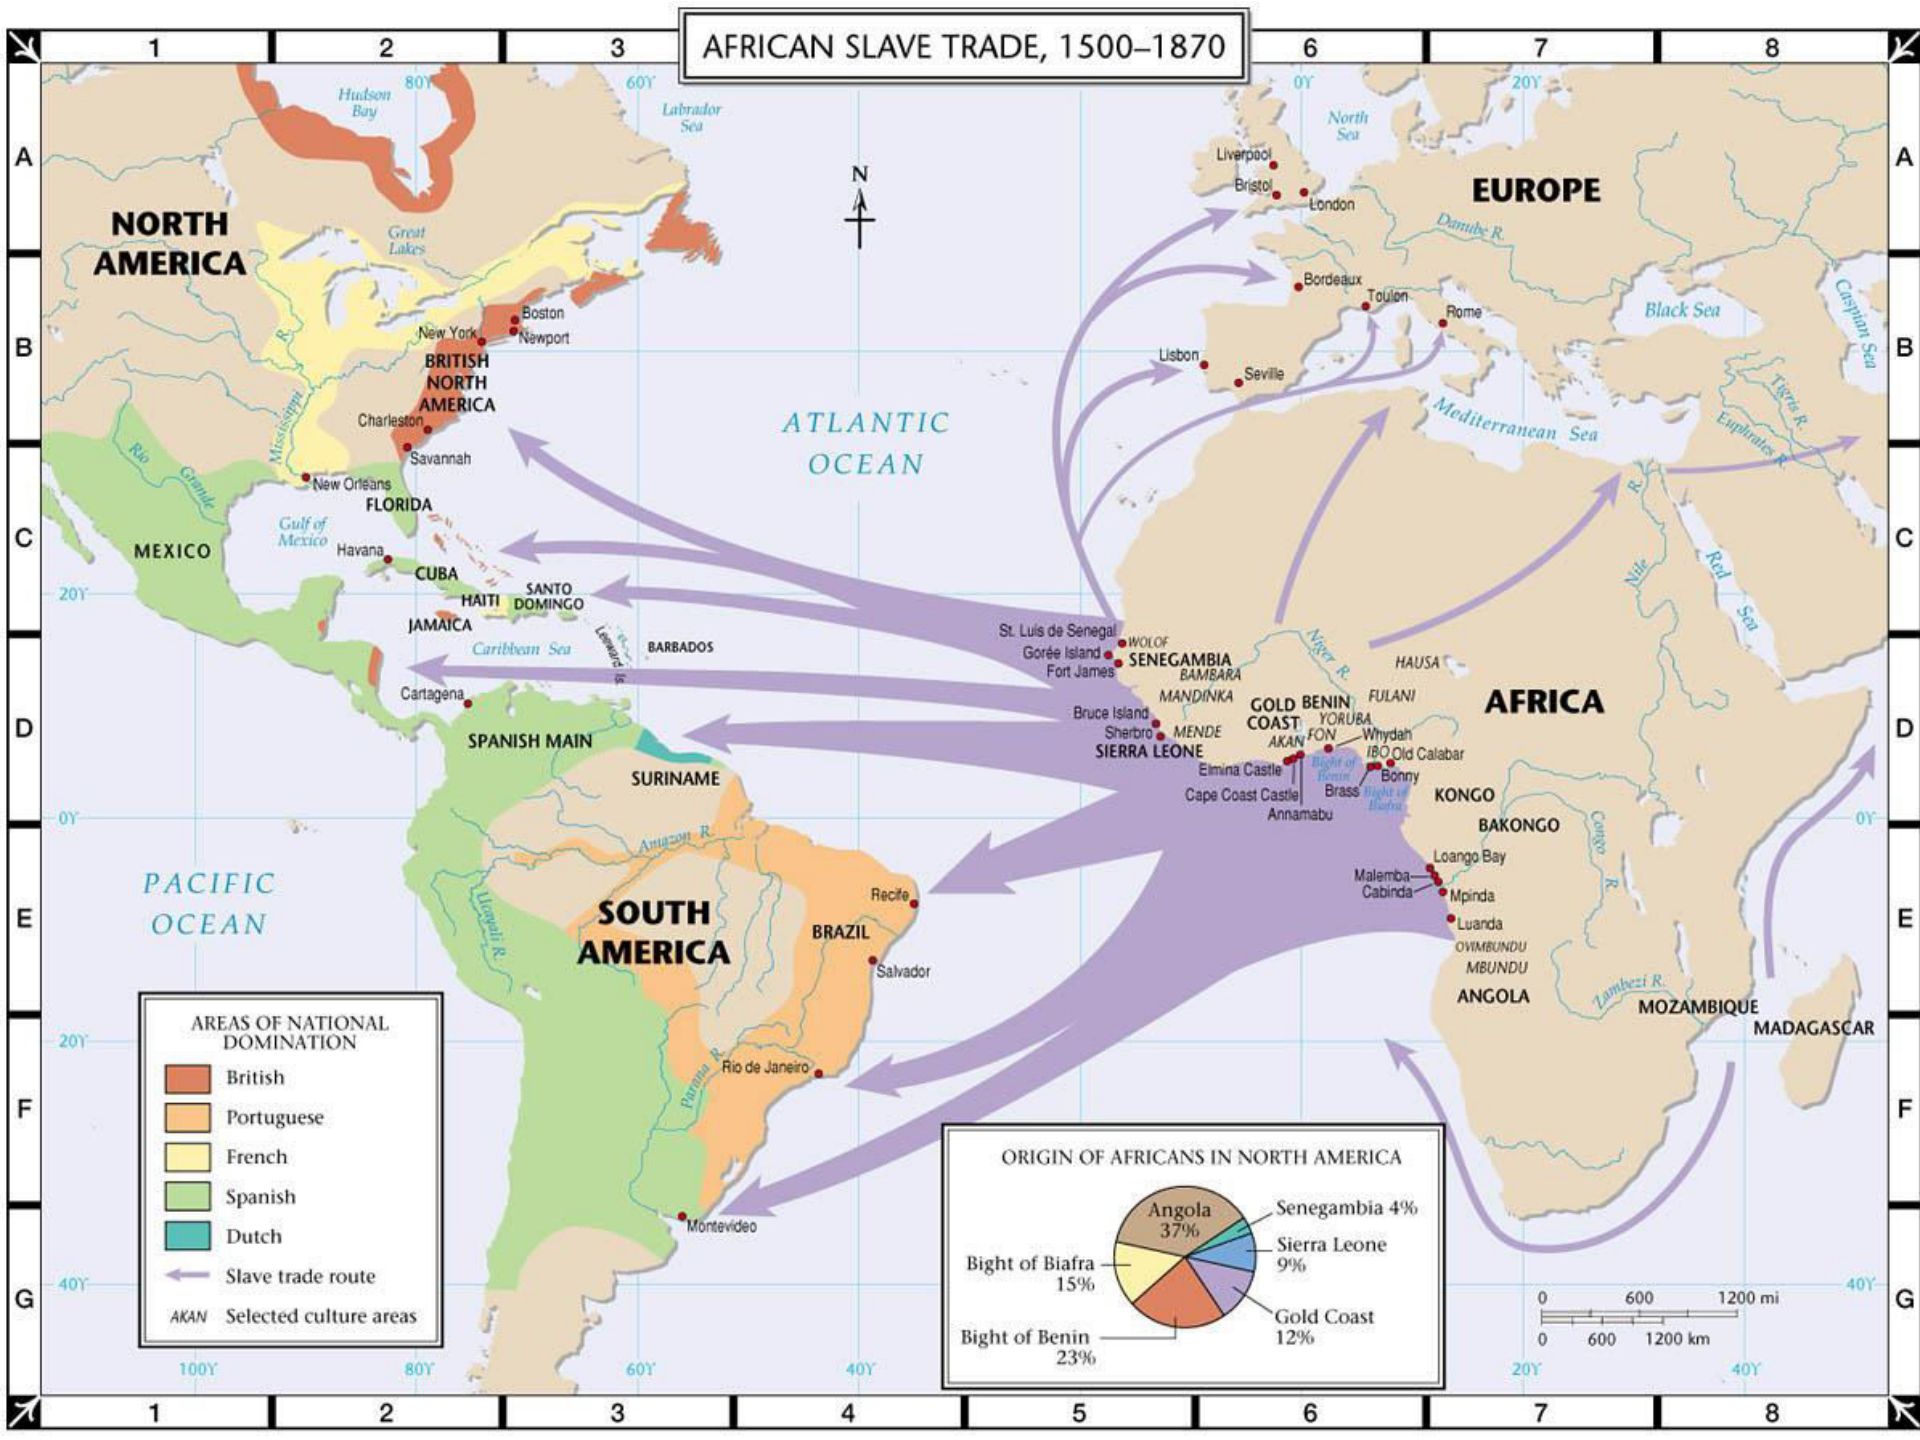 AFRICAN SLAVE TRADE, 1500–1870
1
2
3
6
7
8
80Y
60Y
0Y
20Y
Hudson
Bay
Labrador
Sea
North
Sea
A
A
Liverpool
Bristol
London
N
EUROPE
NORTH
AMERICA
Great
Lakes
Danube R.
Bordeaux
Toulon
Rome
Black Sea
Caspian Sea
Boston
New York
Newport
B
B
BRITISH
NORTH
AMERICA
R.
Mississippi
Lisbon
Seville
Charleston
Savannah
ATLANTIC
OCEAN
Mediterranean Sea
Tigris R.
Euphrates R.
Rio
Grande
New Orleans
FLORIDA
Gulf of
Mexico
R.
Nile
C
C
MEXICO
Havana
CUBA
Red
Sea
20Y
HAITI
SANTO
DOMINGO
JAMAICA
Caribbean Sea
Leeward Is.
BARBADOS
St. Luis de Senegal
WOLOF
Gorée Island
SENEGAMBIA
Fort James
BAMBARA
Niger R.
HAUSA
Cartagena
MANDINKA
GOLD
COAST
BENIN
FULANI
AFRICA
D
D
Bruce Island
Sherbro
MENDE
YORUBA
AKAN
FON
Whydah
SPANISH MAIN
SIERRA LEONE
IBO
Old Calabar
SURINAME
Elmina Castle
Bight of
Benin
Bonny
Cape Coast Castle
Brass
Bight of
Biafra
KONGO
Annamabu
0Y
0Y
BAKONGO
Congo
R.
Amazon R.
Loango Bay
Malemba
Cabinda
Mpinda
PACIFIC
OCEAN
Recife
Ucayali R.
E
E
SOUTH
AMERICA
BRAZIL
Luanda
OVIMBUNDU
MBUNDU
Salvador
ANGOLA
Zambezi R.
MOZAMBIQUE
MADAGASCAR
AREAS OF NATIONAL
DOMINATION
British
Portuguese
French
Spanish
Dutch
Slave trade route
AKAN Selected culture areas
20Y
Rio de Janeiro
Parana R.
F
F
Montevideo
ORIGIN OF AFRICANS IN NORTH AMERICA
Angola
37%
Senegambia 4%
Sierra Leone
9%
Gold Coast
12%
Bight of Benin
23%
Bight of Biafra
15%
40Y
40Y
G
G
0 600 1200 mi
0 600 1200 km
100Y
80Y
60Y
40Y
20Y
40Y
1
2
3
4
5
6
7
8